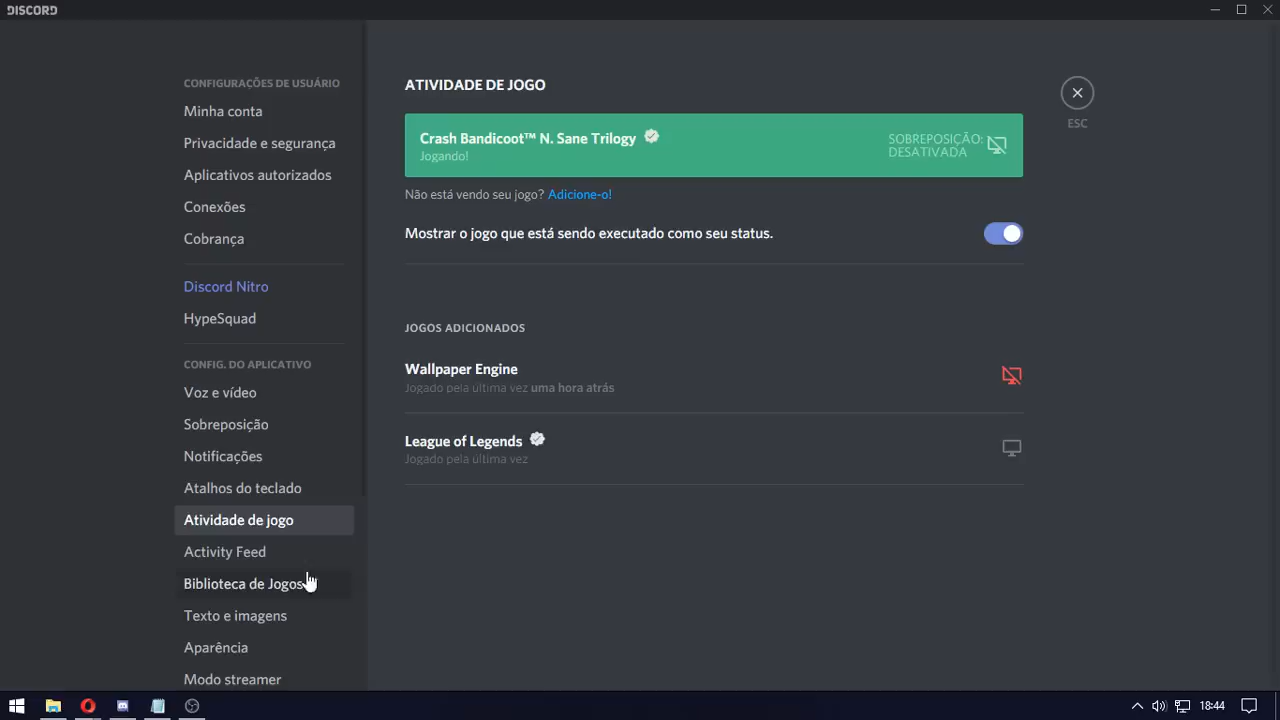 DISCORD
CONFIGURAÇÕES DE USUÁRIO
Minha conta
Privacidade e segurança
Aplicativos autorizados
Conexões
Cobrança
Discord Nitro
HypeSquad
CONFIG. DO APLICATIVO
Voz e vídeo
Sobreposição
Notificações
Atalhos do teclado
Atividade de jogo
Activity Feed
Biblioteca de Jogos
Texto e imagens
Aparência
Modo streamer
ATIVIDADE DE JOGO
Crash Bandicoot™ N. Sane Trilogy
Jogando!
SOBREPOSIÇÃO:
DESATIVADA
Não está vendo seu jogo? Adicione-o!
Mostrar o jogo que está sendo executado como seu status.
JOGOS ADICIONADOS
Wallpaper Engine
Jogado pela última vez uma hora atrás
League of Legends
Jogado pela última vez
ESC
18:44